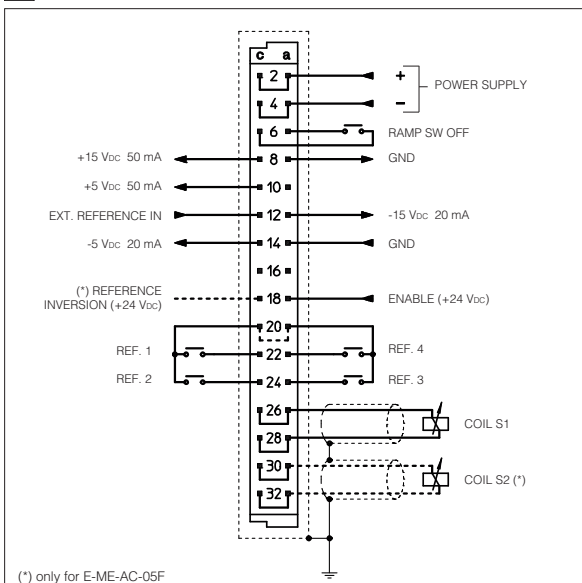 c a
2 + POWER SUPPLY
4 −
6 RAMP SW OFF
+15 VDC 50 mA 8 GND
+5 VDC 50 mA 10
EXT. REFERENCE IN 12 -15 VDC 20 mA
-5 VDC 20 mA 14 GND
16
(*) REFERENCE
INVERSION (+24 VDC) 18 ENABLE (+24 VDC)
20
REF. 1 22 REF. 4
REF. 2 24 REF. 3
26 COIL S1
28
30 COIL S2 (*)
32
(*) only for E-ME-AC-05F